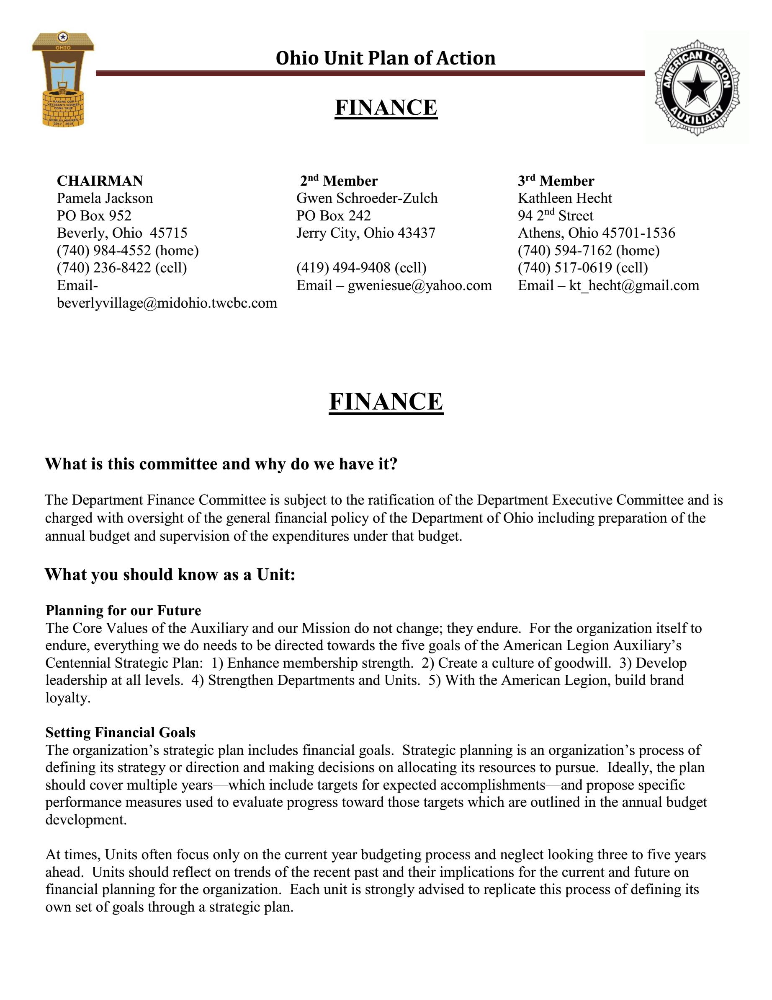 OHIO
MAKING OUR
VETERAN'S WISHES
COME TRUE
SHIRLEY MAURER
2017 - 2018
Ohio Unit Plan of Action
AMERICAN LEGION
AUXILIARY
FINANCE
CHAIRMAN
Pamela Jackson
PO Box 952
Beverly, Ohio  45715
(740) 984-4552 (home)
(740) 236-8422 (cell)
Email-
beverlyvillage@midohio.twcbc.com
2nd Member
Gwen Schroeder-Zulch
PO Box 242
Jerry City, Ohio 43437
(419) 494-9408 (cell)
Email – gweniesue@yahoo.com
3rd Member
Kathleen Hecht
94 2nd Street
Athens, Ohio 45701-1536
(740) 594-7162 (home)
(740) 517-0619 (cell)
Email – kt_hecht@gmail.com
FINANCE
What is this committee and why do we have it?
The Department Finance Committee is subject to the ratification of the Department Executive Committee and is
charged with oversight of the general financial policy of the Department of Ohio including preparation of the
annual budget and supervision of the expenditures under that budget.
What you should know as a Unit:
Planning for our Future
The Core Values of the Auxiliary and our Mission do not change; they endure.  For the organization itself to
endure, everything we do needs to be directed towards the five goals of the American Legion Auxiliary’s
Centennial Strategic Plan:  1) Enhance membership strength.  2) Create a culture of goodwill.  3) Develop
leadership at all levels.  4) Strengthen Departments and Units.  5) With the American Legion, build brand
loyalty.
Setting Financial Goals
The organization’s strategic plan includes financial goals.  Strategic planning is an organization’s process of
defining its strategy or direction and making decisions on allocating its resources to pursue.  Ideally, the plan
should cover multiple years—which include targets for expected accomplishments—and propose specific
performance measures used to evaluate progress toward those targets which are outlined in the annual budget
development.
At times, Units often focus only on the current year budgeting process and neglect looking three to five years
ahead.  Units should reflect on trends of the recent past and their implications for the current and future on
financial planning for the organization.  Each unit is strongly advised to replicate this process of defining its
own set of goals through a strategic plan.